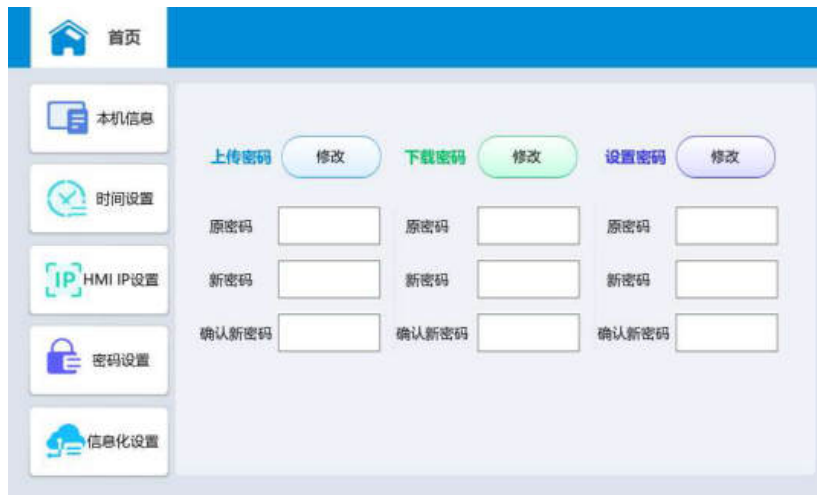 首页
本机信息
时间设置
IP HMI IP设置
密码设置
信息化设置
上传密码 修改 下载密码 修改 设置密码 修改
原密码 原密码 原密码
新密码 新密码 新密码
确认新密码 确认新密码 确认新密码